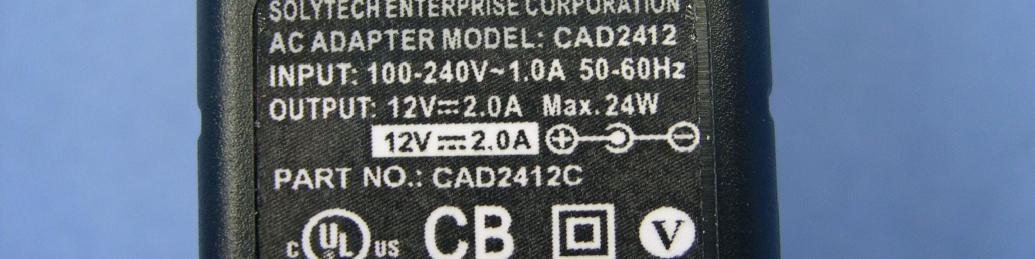 SOLYTECH ENTERPRISE CORPORATION
AC ADAPTER MODEL: CAD2412
INPUT: 100-240V~1.0A 50-60Hz
OUTPUT: 12V⎓2.0A Max. 24W
12V⎓2.0A
PART NO.: CAD2412C
C UL US CB V